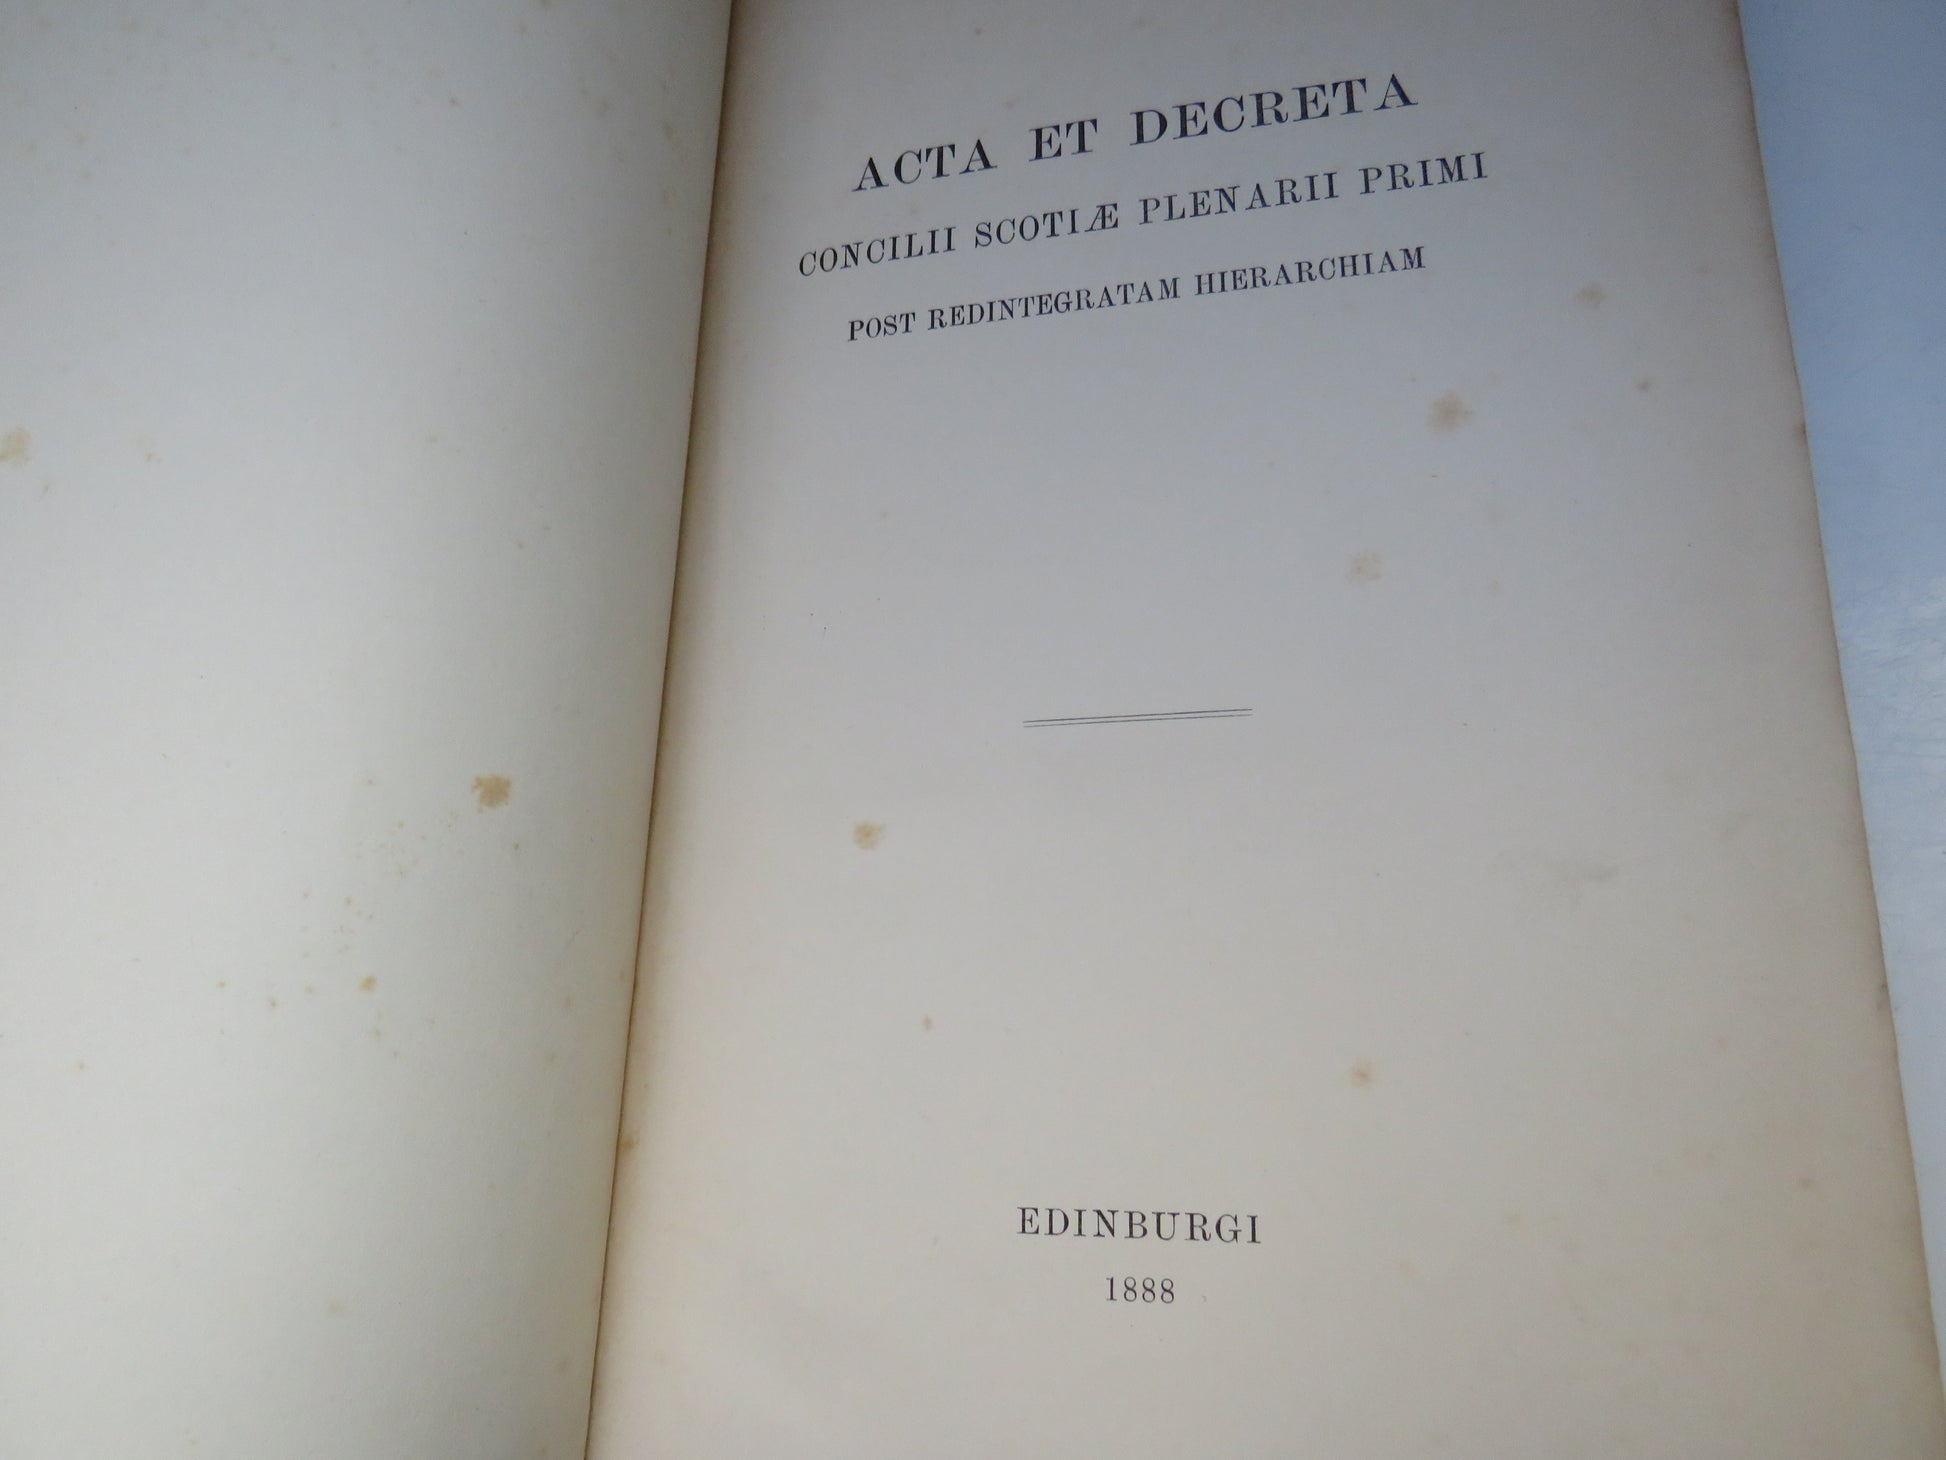 ACTA ET DECRETA
CONCILII SCOTIÆ PLENARII PRIMI
POST REDINTEGRATAM HIERARCHIAM
EDINBURGI
1888